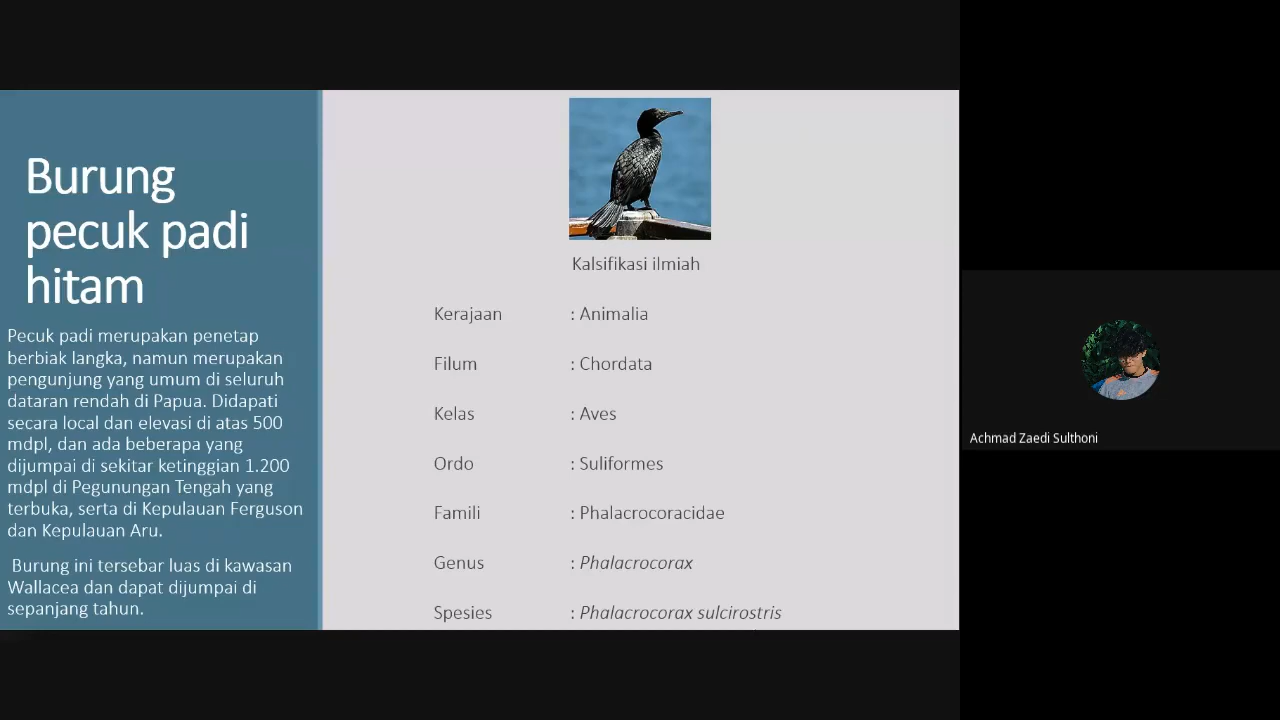 Burung
pecuk padi
hitam
Pecuk padi merupakan penetap
berbiak langka, namun merupakan
pengunjung yang umum di seluruh
dataran rendah di Papua. Didapati
secara local dan elevasi di atas 500
mdpl, dan ada beberapa yang
dijumpai di sekitar ketinggian 1.200
mdpl di Pegunungan Tengah yang
terbuka, serta di Kepulauan Ferguson
dan Kepulauan Aru.
Burung ini tersebar luas di kawasan
Wallacea dan dapat dijumpai di
sepanjang tahun.
Kalsifikasi ilmiah
Kerajaan : Animalia
Filum : Chordata
Kelas : Aves
Ordo : Suliformes
Famili : Phalacrocoracidae
Genus : Phalacrocorax
Spesies : Phalacrocorax sulcirostris
Achmad Zaedi Sulthoni